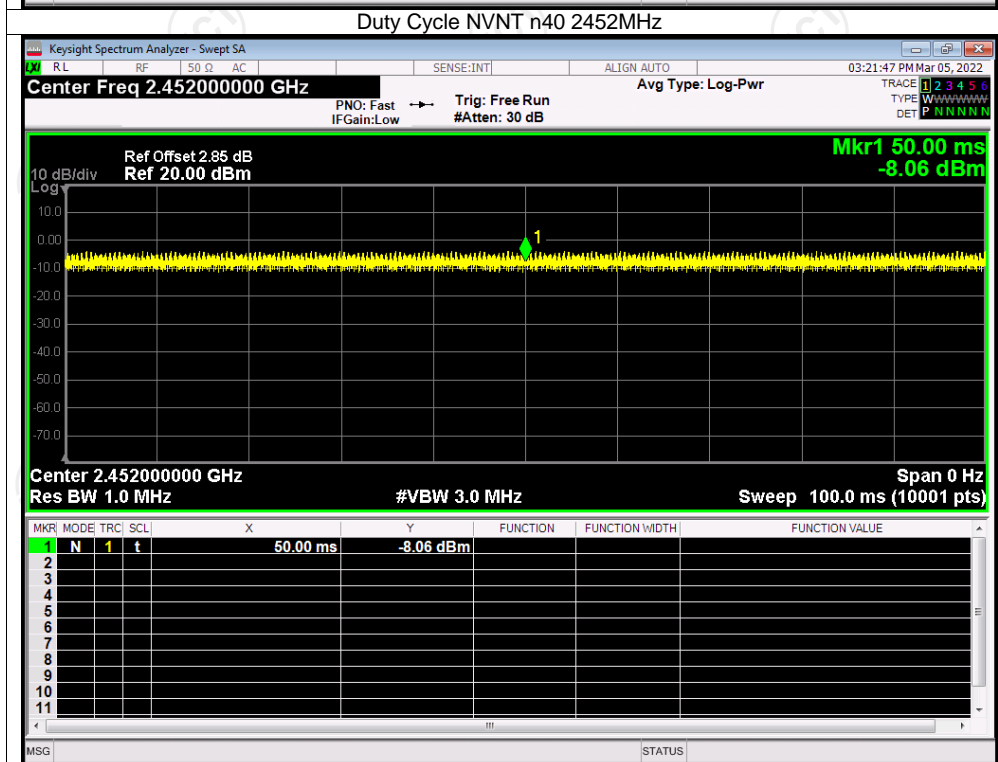 Duty Cycle NVNT n40 2452MHz
Keysight Spectrum Analyzer - Swept SA
LXI RL RF 50 Ω AC SENSE:INT ALIGN AUTO 03:21:47 PM Mar 05, 2022
Center Freq 2.452000000 GHz Avg Type: Log-Pwr TRACE 1 2 3 4 5 6
PNO: Fast Trig: Free Run TYPE WWWWWW
IFGain:Low #Atten: 30 dB DET P N N N N N
Mkr1 50.00 ms
-8.06 dBm
Ref Offset 2.85 dB
10 dB/div Ref 20.00 dBm
Log
10.0
0.00
1
-10.0
-20.0
-30.0
-40.0
-50.0
-60.0
-70.0
Center 2.452000000 GHz Span 0 Hz
Res BW 1.0 MHz #VBW 3.0 MHz Sweep 100.0 ms (10001 pts)
MKR MODE TRC SCL X Y FUNCTION FUNCTION WIDTH FUNCTION VALUE
1 N 1 t 50.00 ms -8.06 dBm
2
3
4
5
6
7
8
9
10
11
MSG STATUS